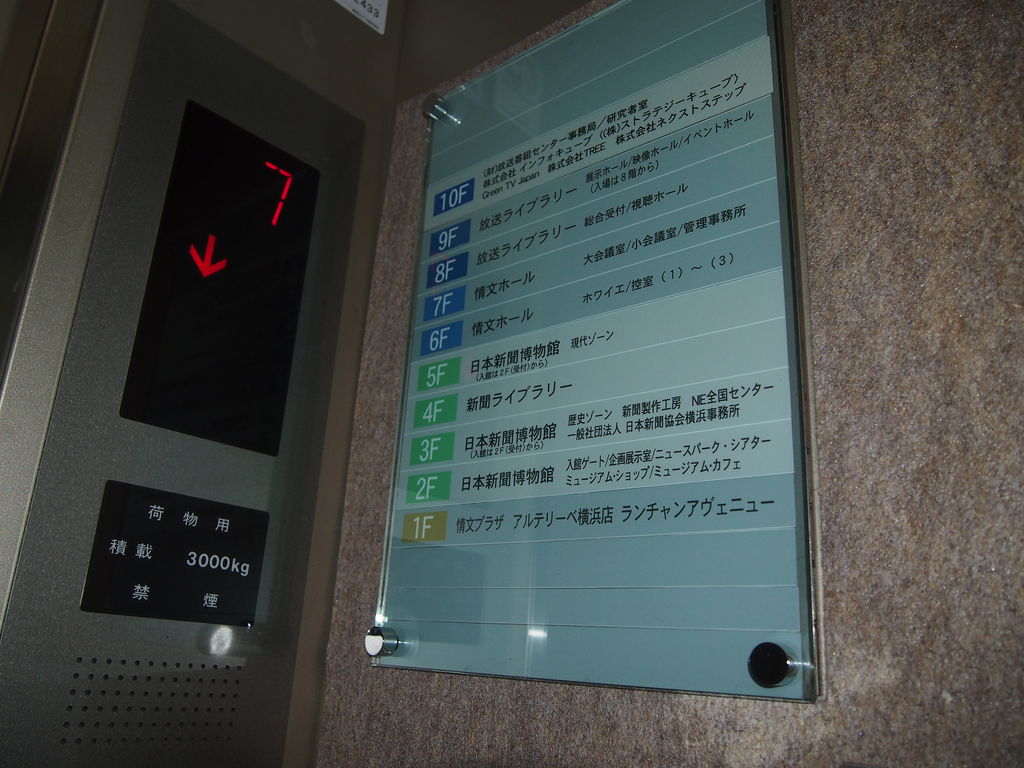 433
7
荷物用
積載 3000kg
禁煙
(財)放送番組センター事務局/研究者室
株式会社 インフォキューブ ((株)ストラテジーキューブ)
10F Green TV Japan 株式会社TREE 株式会社ネクストステップ
9F 放送ライブラリー 展示ホール/映像ホール/イベントホール
(入場は8階から)
8F 放送ライブラリー 総合受付/視聴ホール
7F 情文ホール 大会議室/小会議室/管理事務所
6F 情文ホール ホワイエ/控室(1)～(3)
5F 日本新聞博物館 現代ゾーン
(入館は2F(受付)から)
4F 新聞ライブラリー
3F 日本新聞博物館 歴史ゾーン 新聞製作工房 NIE全国センター
(入館は2F(受付)から) 一般社団法人 日本新聞協会横浜事務所
2F 日本新聞博物館 入館ゲート/企画展示室/ニュースパーク・シアター
ミュージアム・ショップ/ミュージアム・カフェ
1F 情文プラザ アルテリーベ横浜店 ランチャンアヴェニュー